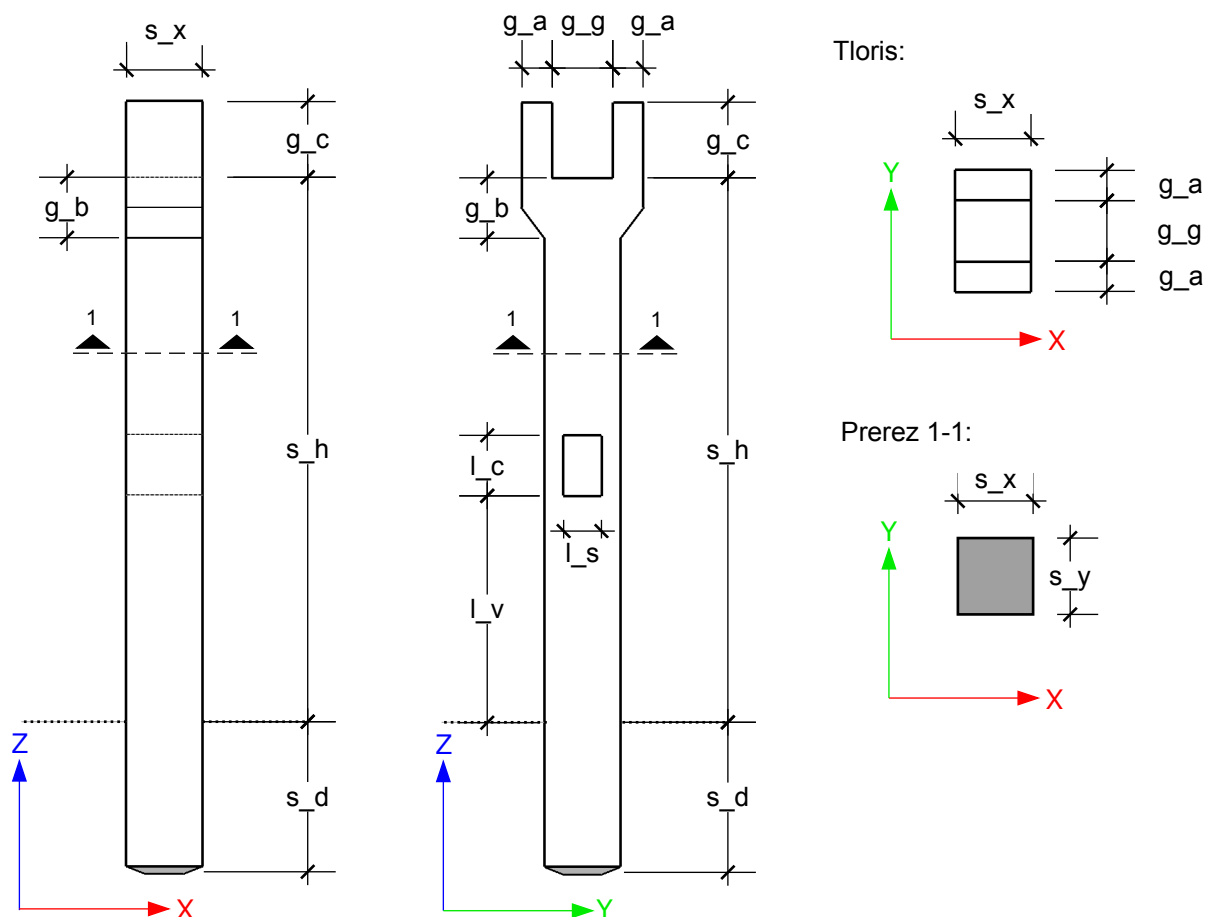 s_x
g_c
g_b
1 1
s_h
s_d
Z
X
g_a g_g g_a
g_c
g_b
1 1
l_c
l_s
l_v
s_h
s_d
Z
Y
Tloris:
s_x
g_a
g_g
g_a
Y
X
Prerez 1-1:
s_x
s_y
Y
X